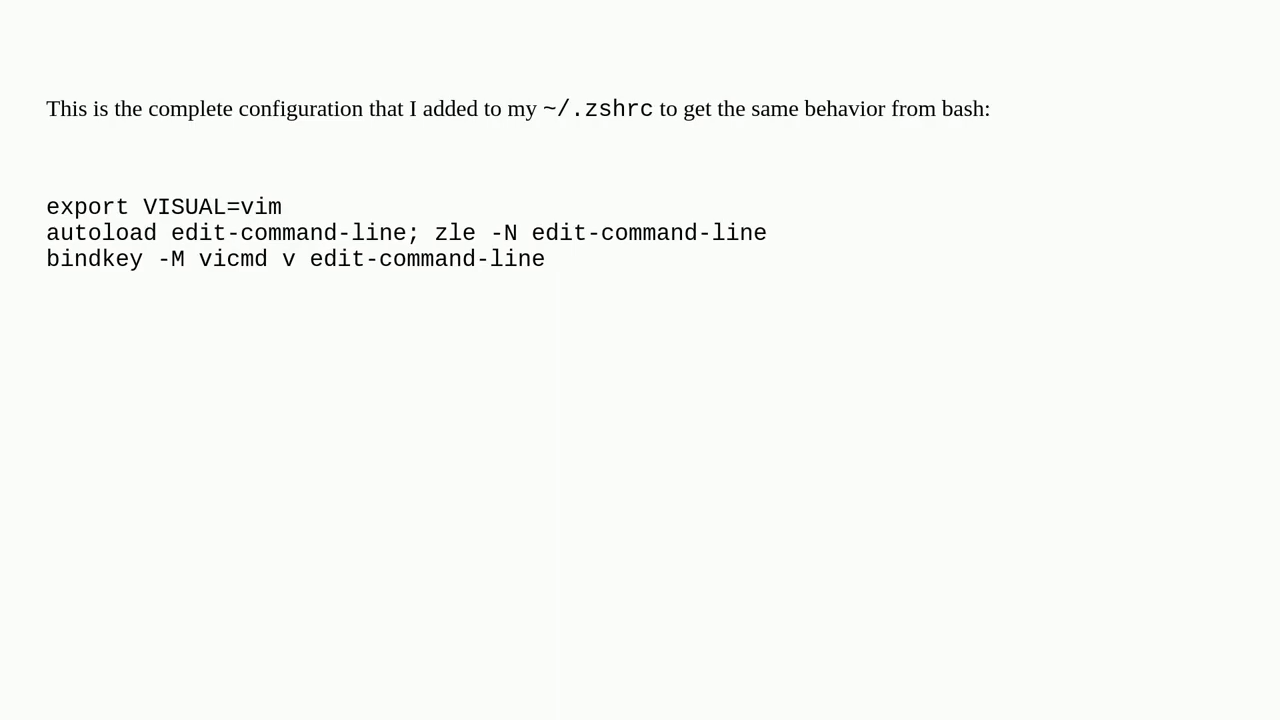 This is the complete configuration that I added to my ~/.zshrc to get the same behavior from bash:
export VISUAL=vim
autoload edit-command-line; zle -N edit-command-line
bindkey -M vicmd v edit-command-line